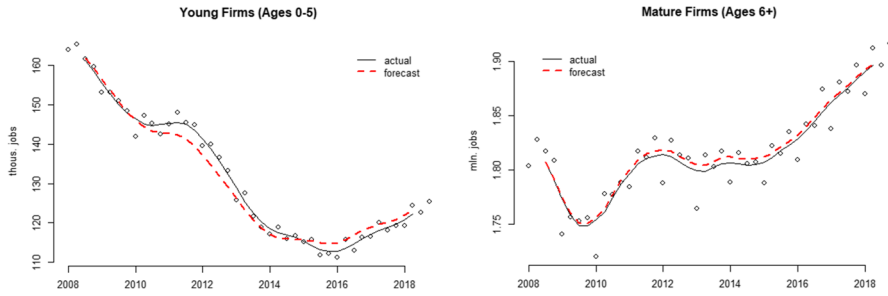 Young Firms (Ages 0-5)
actual
forecast
thous. jobs
160
150
140
130
120
110
2008
2010
2012
2014
2016
2018
Mature Firms (Ages 6+)
actual
forecast
mln. jobs
1.90
1.85
1.80
1.75
2008
2010
2012
2014
2016
2018